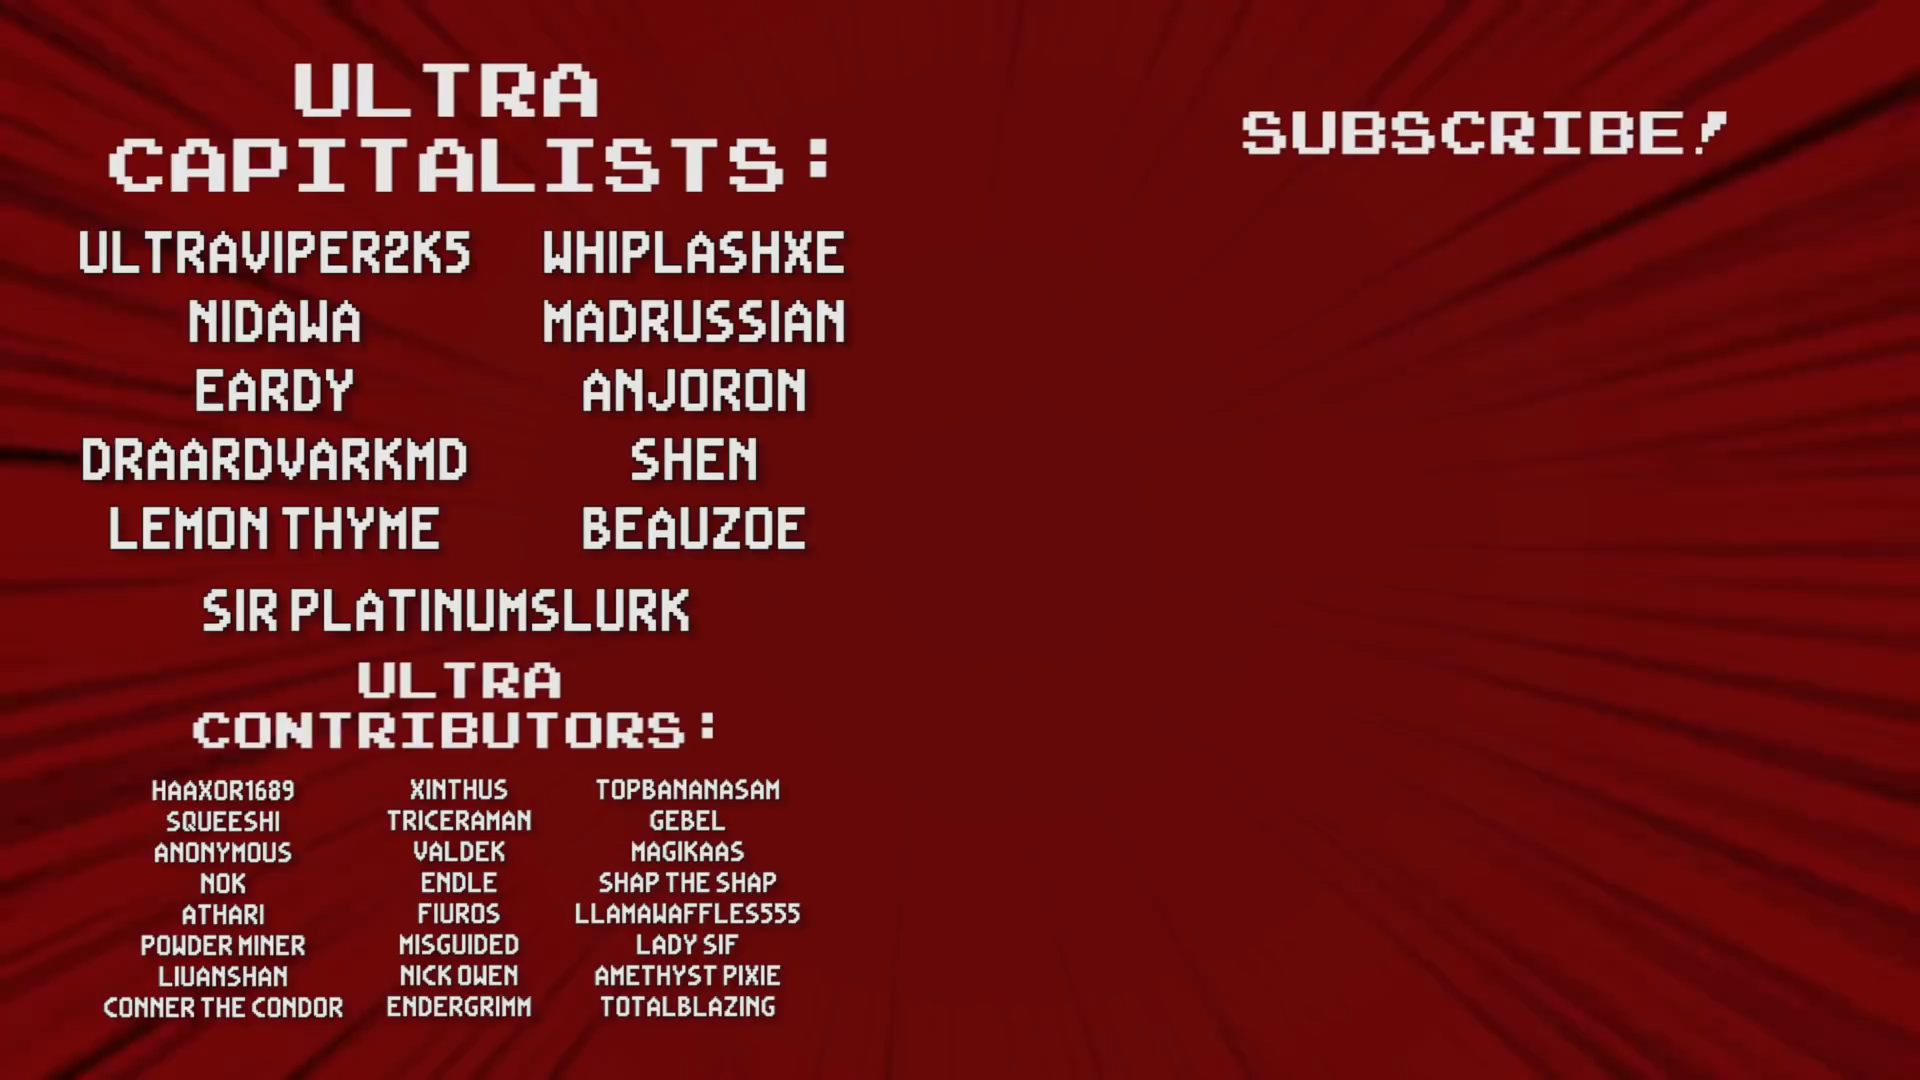 ULTRA
CAPITALISTS:
SUBSCRIBE!
ULTRAVIPER2K5 WHIPLASHXE
NIDAWA MADRUSSIAN
EARDY ANJORON
DRAARDVARKMD SHEN
LEMON THYME BEAUZOE
SIR PLATINUMSLURK
ULTRA
CONTRIBUTORS:
HAAXOR1689 XINTHUS TOPBANANASAM
SQUEESHI TRICERAMAN GEBEL
ANONYMOUS VALDEK MAGIKAAS
NOK ENDLE SHAP THE SHAP
ATHARI FIUROS LLAMAWAFFLES555
POWDER MINER MISGUIDED LADY SIF
LIUANSHAN NICK OWEN AMETHYST PIXIE
CONNER THE CONDOR ENDERGRIMM TOTALBLAZING